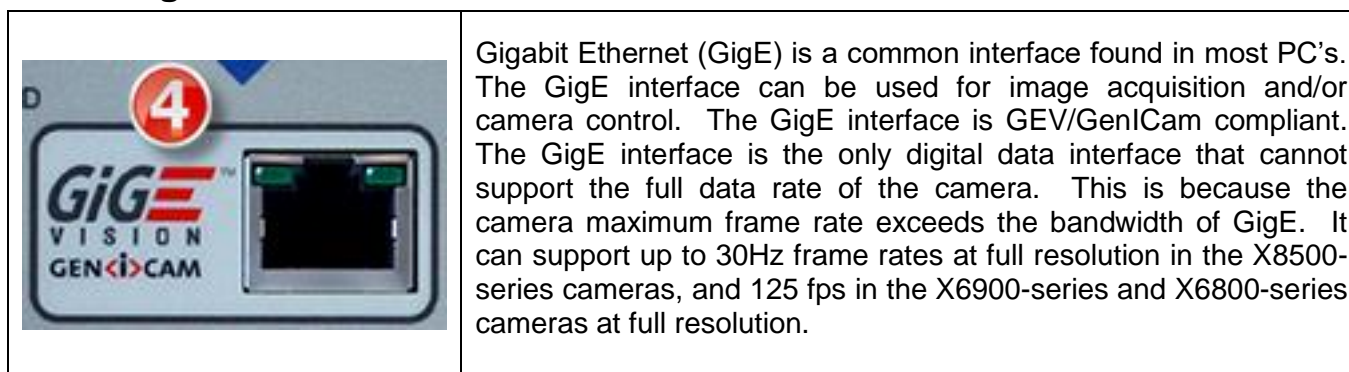 D
4
GiGE™
VISION
GEN<i>CAM
Gigabit Ethernet (GigE) is a common interface found in most PC's.
The GigE interface can be used for image acquisition and/or
camera control. The GigE interface is GEV/GenICam compliant.
The GigE interface is the only digital data interface that cannot
support the full data rate of the camera. This is because the
camera maximum frame rate exceeds the bandwidth of GigE. It
can support up to 30Hz frame rates at full resolution in the X8500-
series cameras, and 125 fps in the X6900-series and X6800-series
cameras at full resolution.